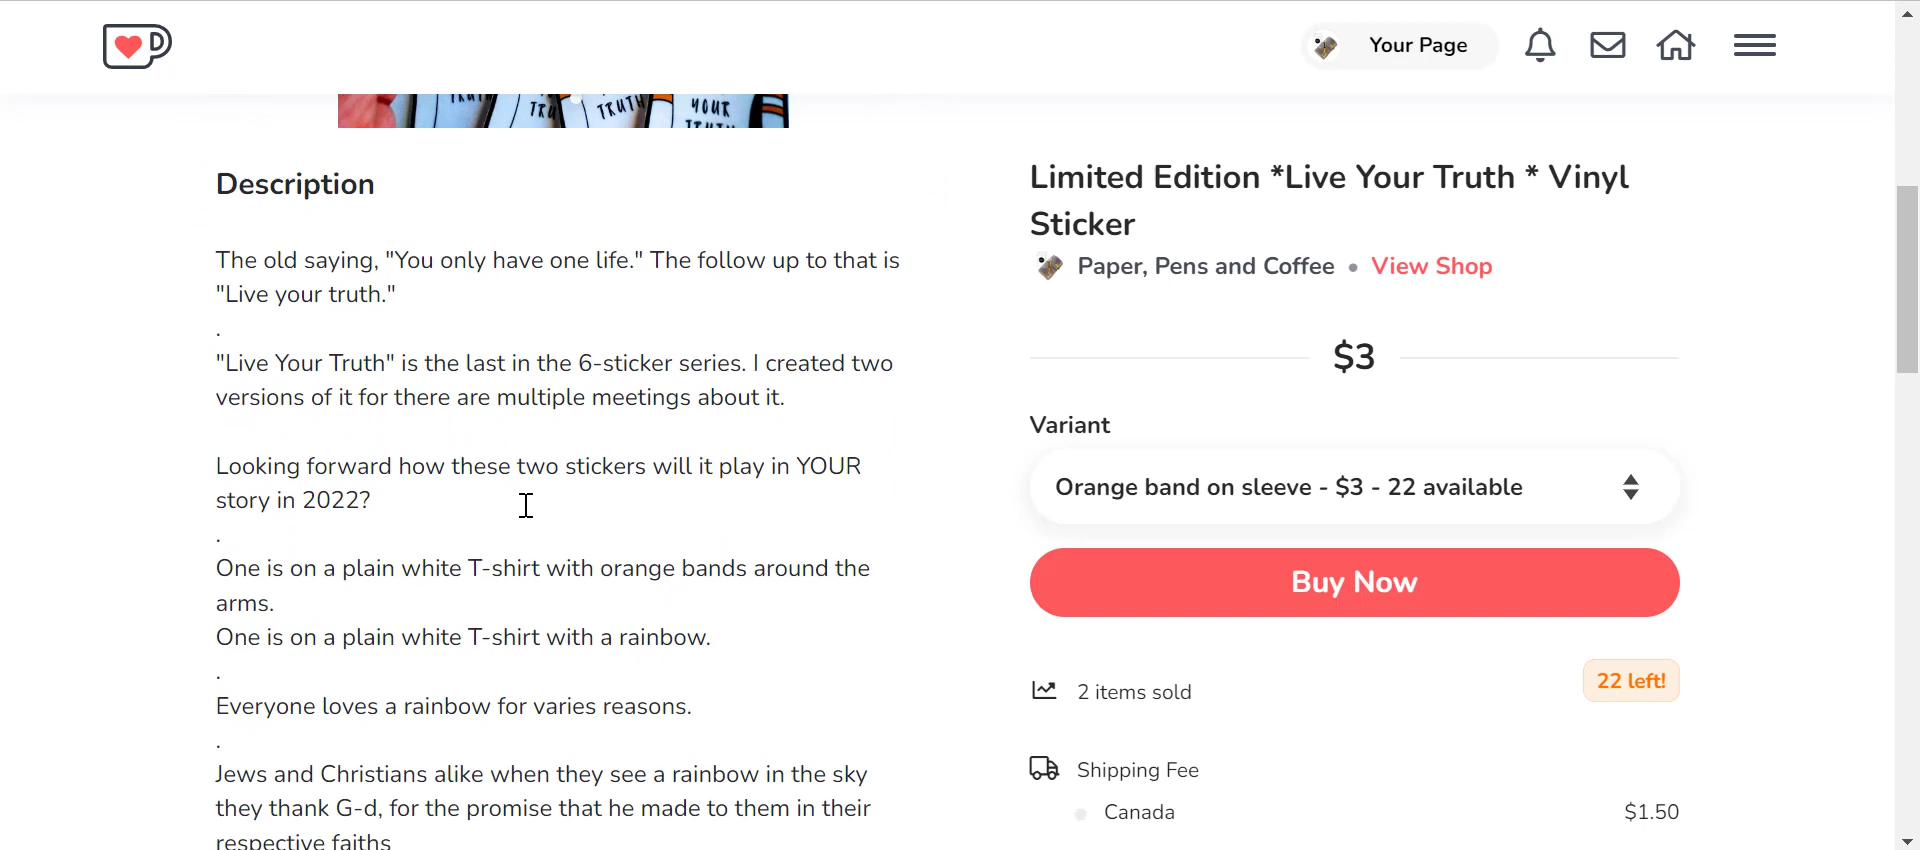 Your Page
TRUTH
TRU
TRUTH
YOUR
TRUTH
Description
The old saying, "You only have one life." The follow up to that is
"Live your truth."
.
"Live Your Truth" is the last in the 6-sticker series. I created two
versions of it for there are multiple meetings about it.
Looking forward how these two stickers will it play in YOUR
story in 2022?
.
One is on a plain white T-shirt with orange bands around the
arms.
One is on a plain white T-shirt with a rainbow.
.
Everyone loves a rainbow for varies reasons.
.
Jews and Christians alike when they see a rainbow in the sky
they thank G-d, for the promise that he made to them in their
respective faiths
Limited Edition *Live Your Truth * Vinyl
Sticker
Paper, Pens and Coffee • View Shop
$3
Variant
Orange band on sleeve - $3 - 22 available
Buy Now
2 items sold
22 left!
Shipping Fee
Canada $1.50